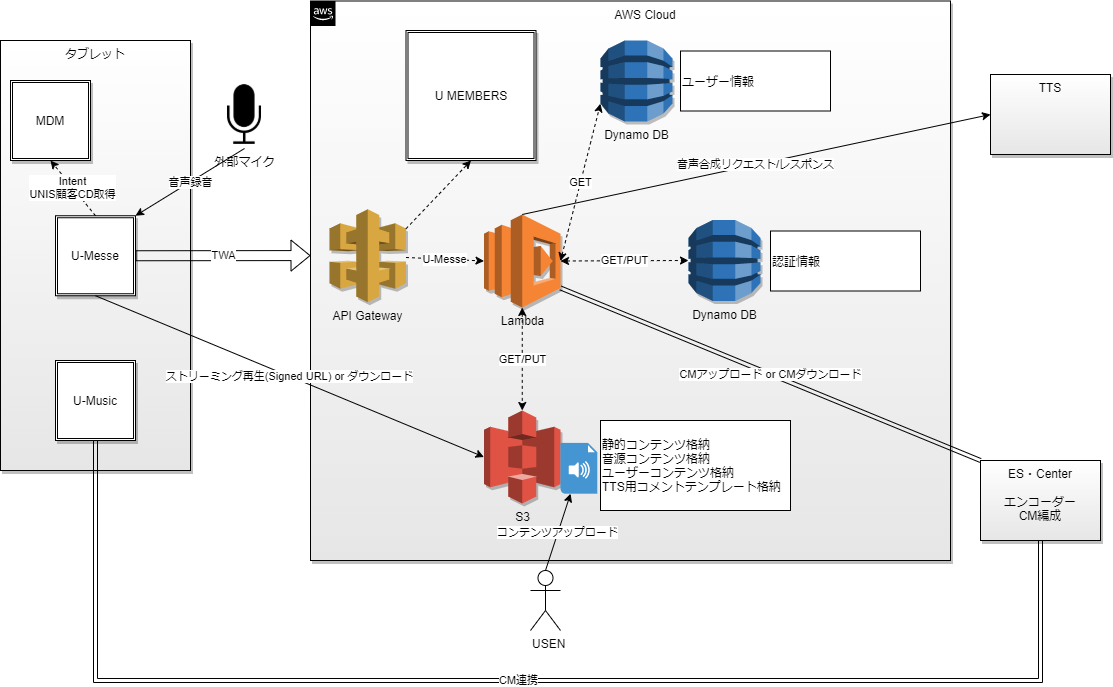 aws
AWS Cloud
タブレット
MDM
外部マイク
Intent
UNIS顧客CD取得
音声録音
U-Messe
TWA
U-Music
U MEMBERS
ユーザー情報
Dynamo DB
TTS
音声合成リクエスト/レスポンス
GET
U-Messe
GET/PUT
認証情報
API Gateway
Lambda
Dynamo DB
GET/PUT
ストリーミング再生(Signed URL) or ダウンロード
CMアップロード or CMダウンロード
静的コンテンツ格納
音源コンテンツ格納
ユーザーコンテンツ格納
TTS用コメントテンプレート格納
S3
コンテンツアップロード
ES・Center
エンコーダー
CM編成
USEN
CM連携